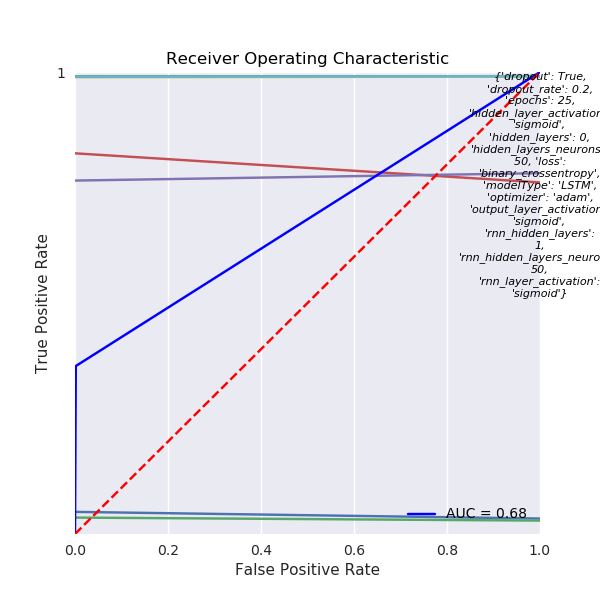 Receiver Operating Characteristic
1
{'dropout': True,
'dropout_rate': 0.2,
'epochs': 25,
'hidden_layer_activation
'sigmoid',
'hidden_layers': 0,
'hidden_layers_neurons
50, 'loss':
'binary_crossentropy',
'modelType': 'LSTM',
'optimizer': 'adam',
'output_layer_activation
'sigmoid',
'rnn_hidden_layers':
1,
'rnn_hidden_layers_neuro
50,
'rnn_layer_activation':
'sigmoid'}
True Positive Rate
AUC = 0.68
0.0 0.2 0.4 0.6 0.8 1.0
False Positive Rate